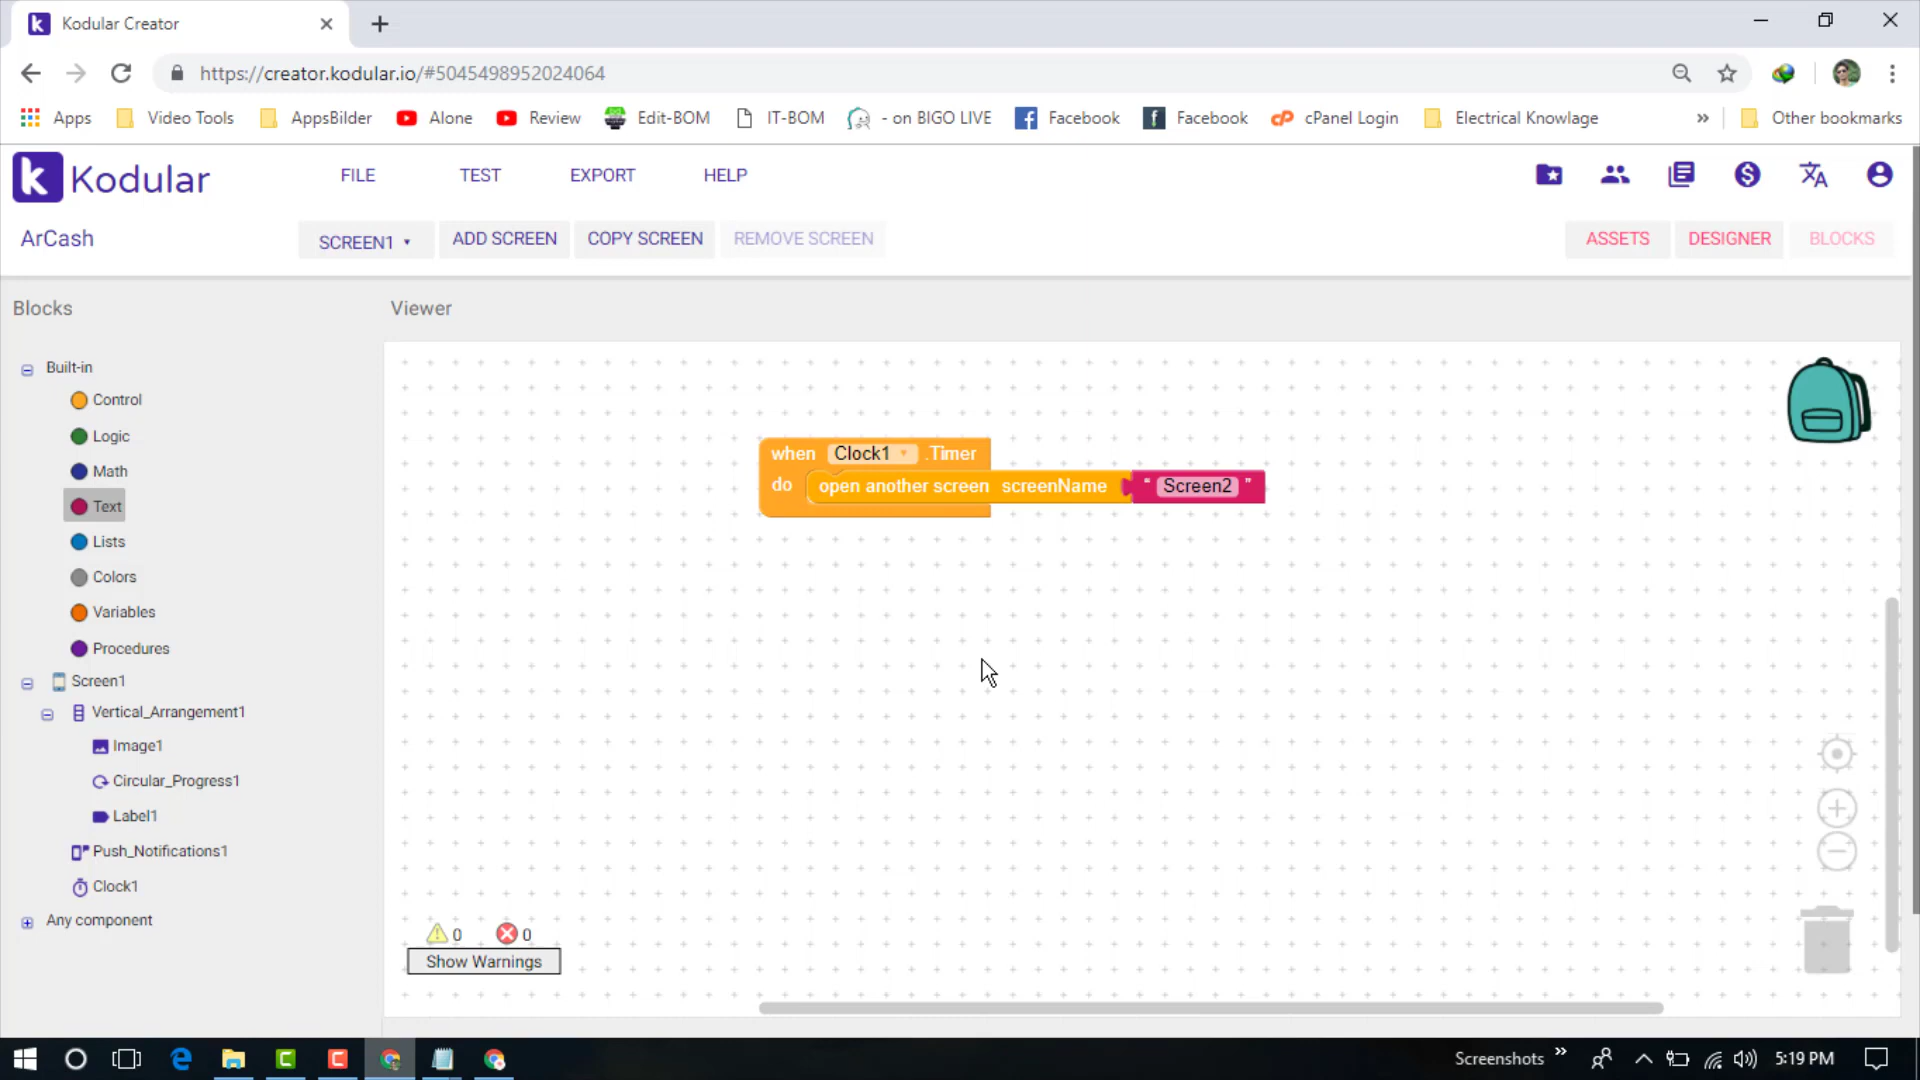 Kodular Creator
https://creator.kodular.io/#5045498952024064
Apps Video Tools AppsBilder Alone Review Edit-BOM IT-BOM - on BIGO LIVE Facebook f Facebook cP cPanel Login Electrical Knowlage » Other bookmarks
k Kodular FILE TEST EXPORT HELP
ArCash SCREEN1 ADD SCREEN COPY SCREEN REMOVE SCREEN ASSETS DESIGNER BLOCKS
Blocks Viewer
Built-in
Control
Logic
Math
Text
Lists
Colors
Variables
Procedures
Screen1
Vertical_Arrangement1
Image1
Circular_Progress1
Label1
Push_Notifications1
Clock1
Any component
when Clock1 .Timer
do open another screen screenName “ Screen2 ”
0 0
Show Warnings
Screenshots » 5:19 PM